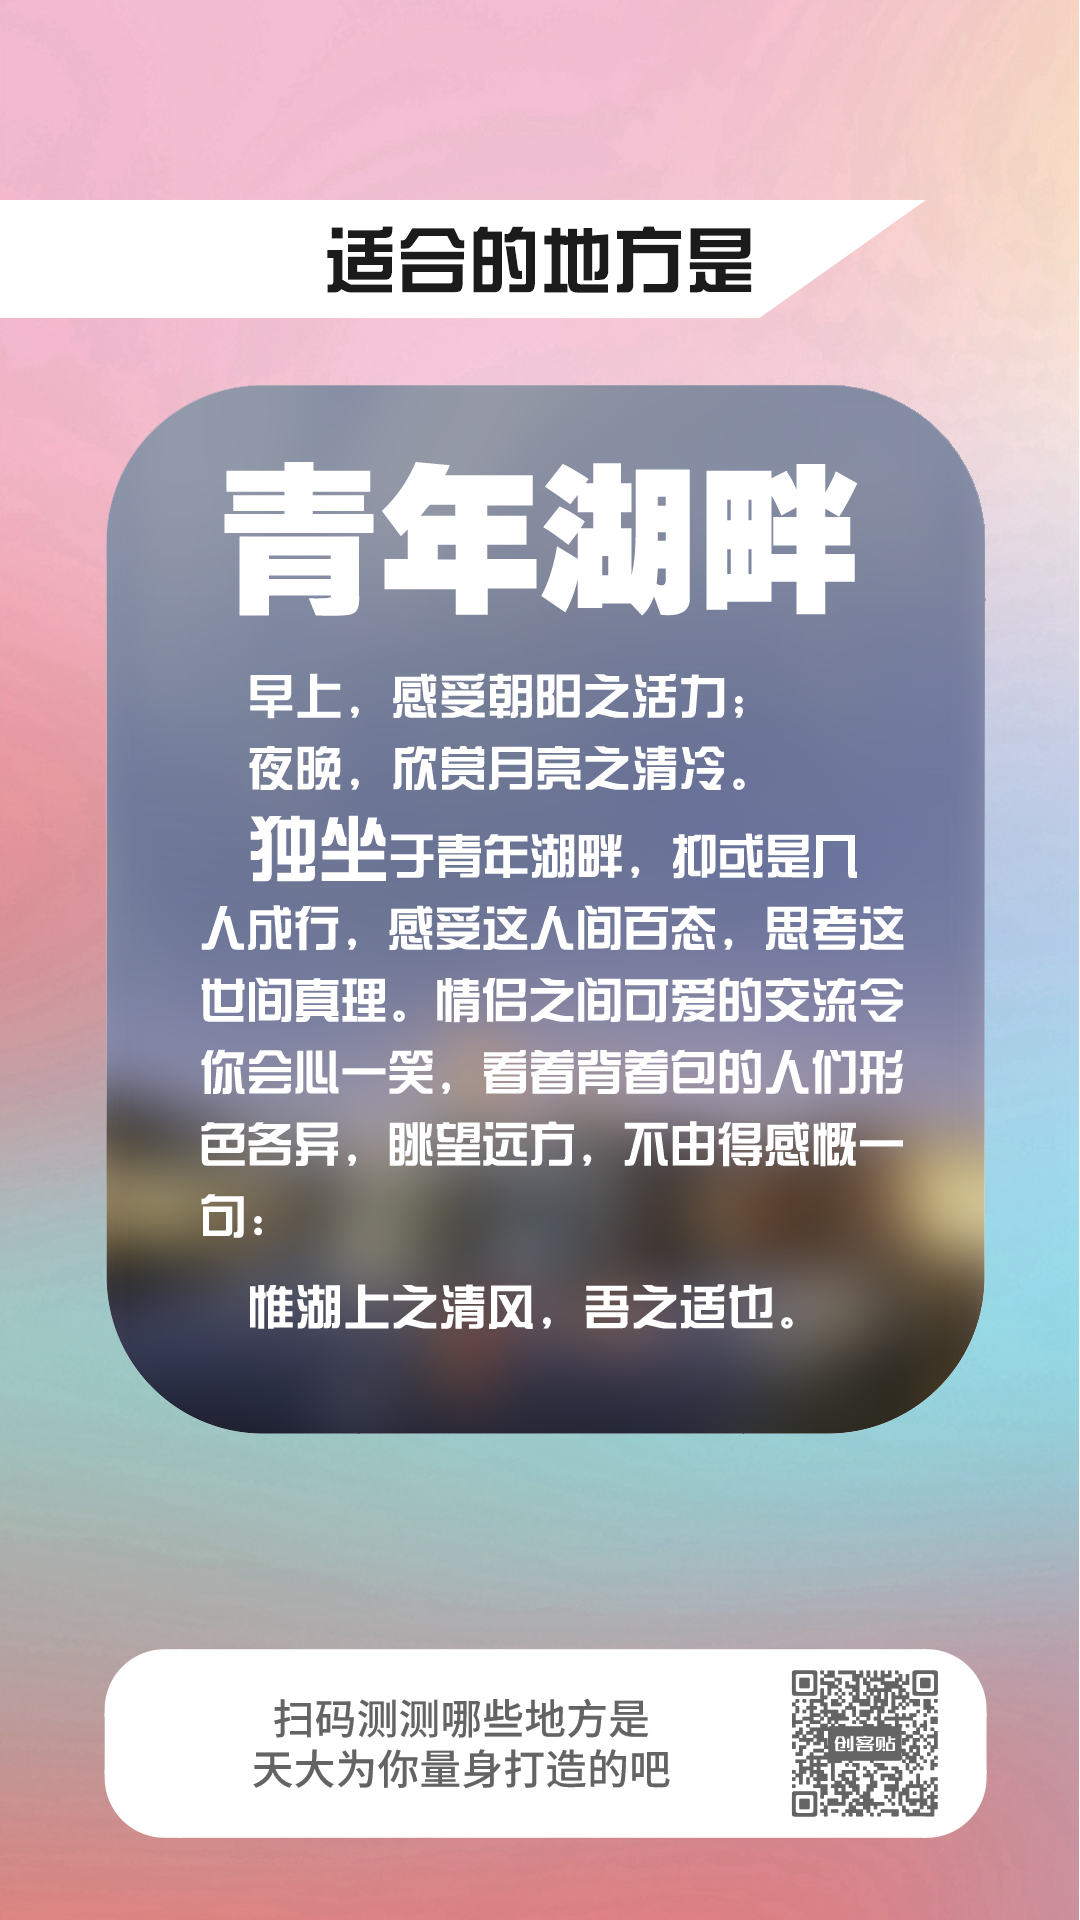 适合的地方是
青年湖畔
早上，感受朝阳之活力；
夜晚，欣赏月亮之清冷。
独坐于青年湖畔，抑或是几
人成行，感受这人间百态，思考这
世间真理。情侣之间可爱的交流令
你会心一笑，看着背着包的人们形
色各异，眺望远方，不由得感慨一
句：
惟湖上之清风，吾之适也。
扫码测测哪些地方是
天大为你量身打造的吧
创客贴